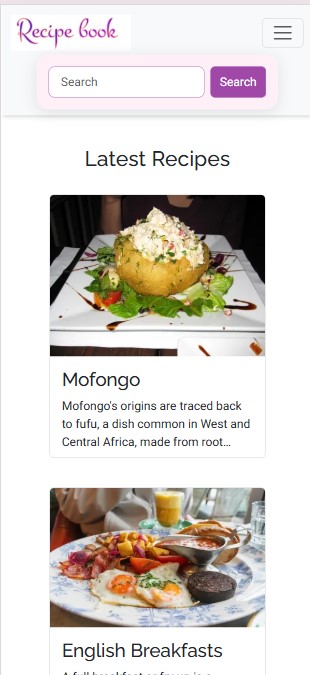 Recipe book
Search
Search
Latest Recipes
Mofongo
Mofongo's origins are traced back
to fufu, a dish common in West and
Central Africa, made from root...
English Breakfasts